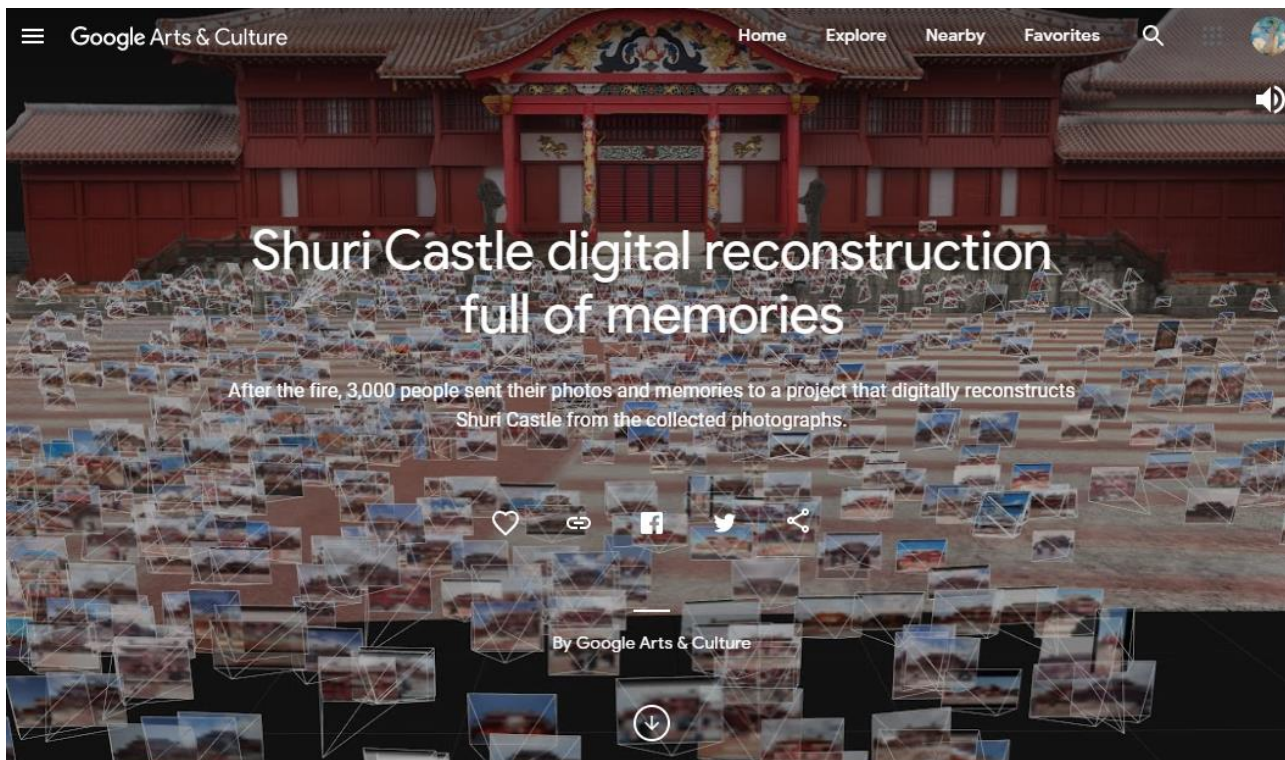 Google Arts & Culture
Home Explore Nearby Favorites
Shuri Castle digital reconstruction
full of memories
After the fire, 3,000 people sent their photos and memories to a project that digitally reconstructs
Shuri Castle from the collected photographs.
By Google Arts & Culture